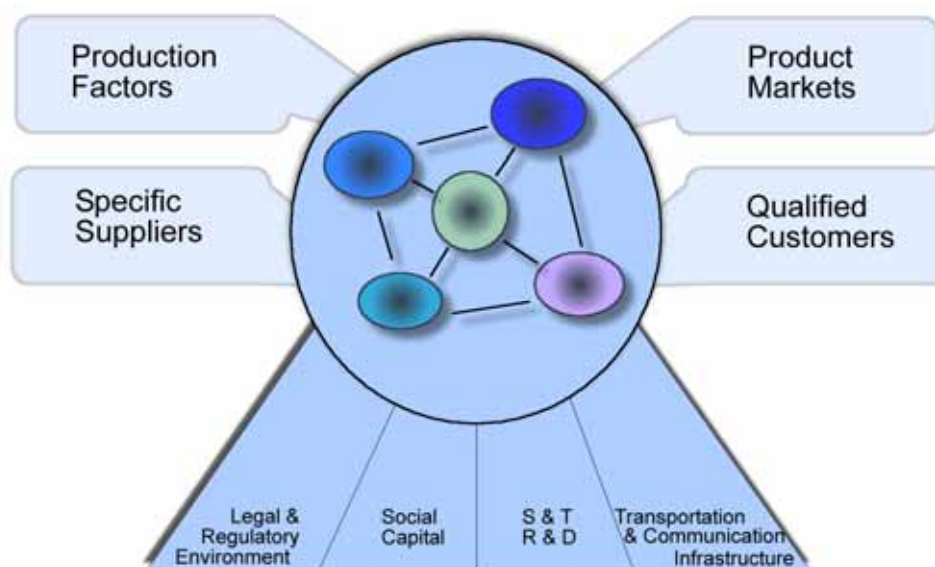 Production
Factors
Product
Markets
Specific
Suppliers
Qualified
Customers
Legal &
Regulatory
Environment
Social
Capital
S & T
R & D
Transportation
& Communication
Infrastructure